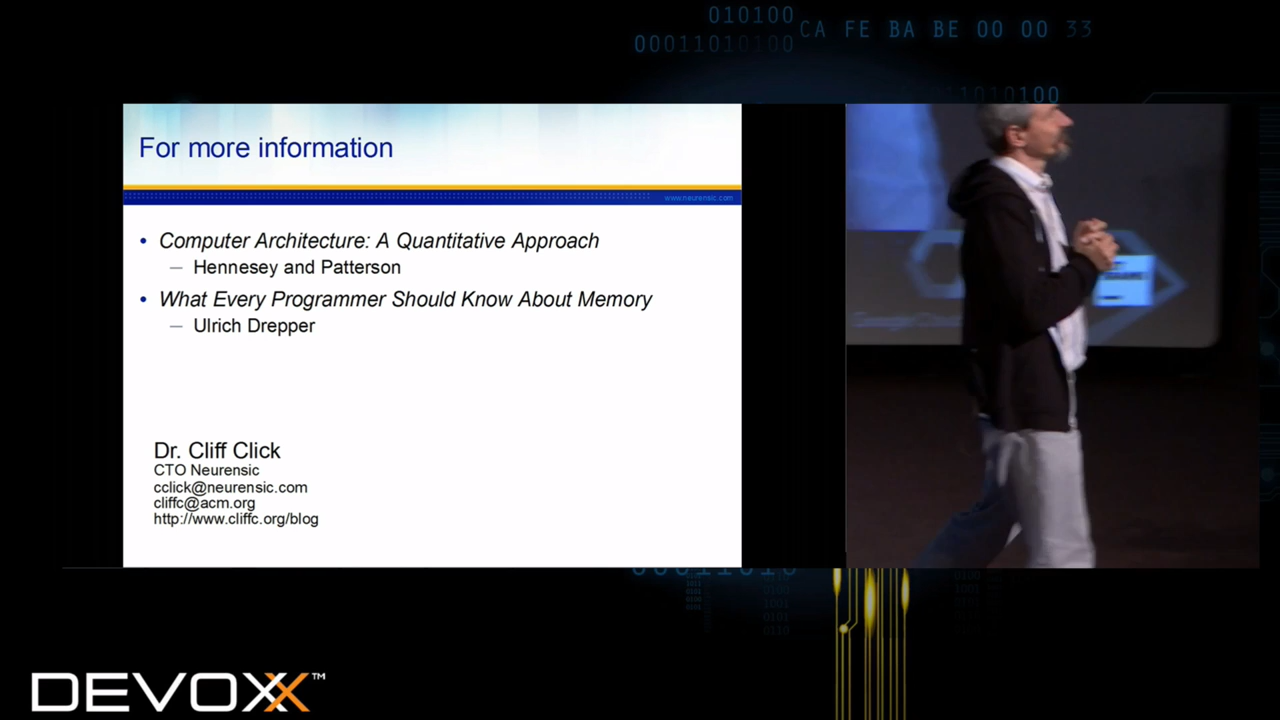 010100
00011010100
CA FE BA BE 00 00 33
11010100
For more information
www.neurensic.com
• Computer Architecture: A Quantitative Approach
– Hennesey and Patterson
• What Every Programmer Should Know About Memory
– Ulrich Drepper
Dr. Cliff Click
CTO Neurensic
cclick@neurensic.com
cliffc@acm.org
http://www.cliffc.org/blog
DEVOXX™